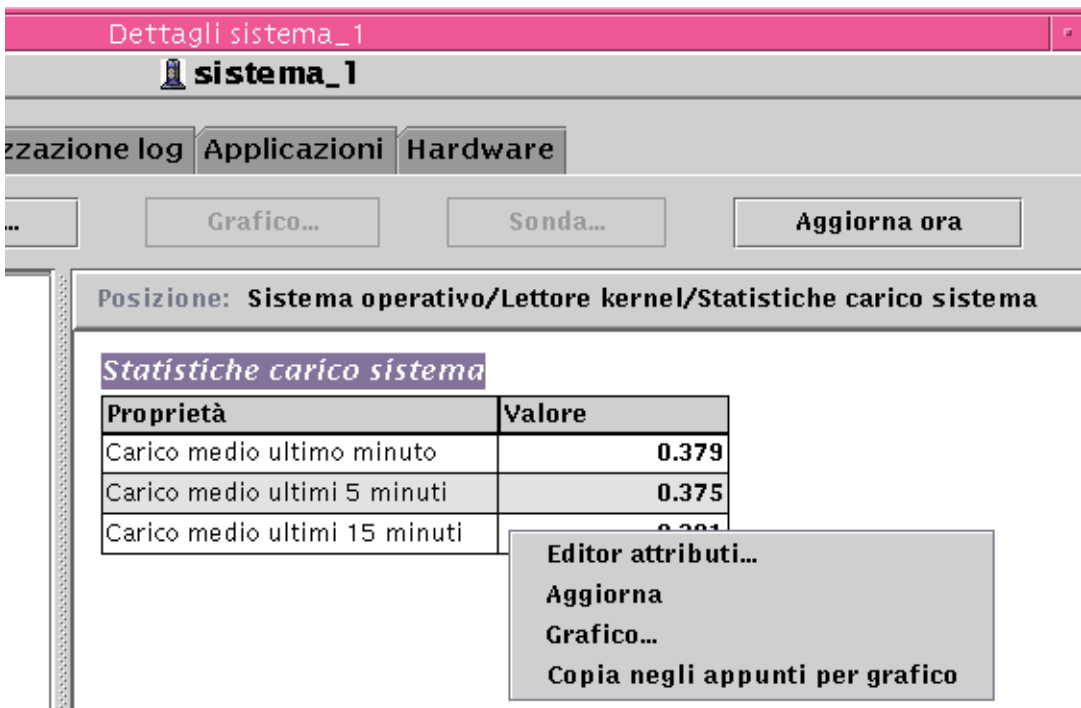 Dettagli sistema_1
sistema_1
zzazione log Applicazioni Hardware
... Grafico... Sonda... Aggiorna ora
Posizione: Sistema operativo/Lettore kernel/Statistiche carico sistema
Statistiche carico sistema
Proprietà Valore
Carico medio ultimo minuto 0.379
Carico medio ultimi 5 minuti 0.375
Carico medio ultimi 15 minuti
Editor attributi...
Aggiorna
Grafico...
Copia negli appunti per grafico